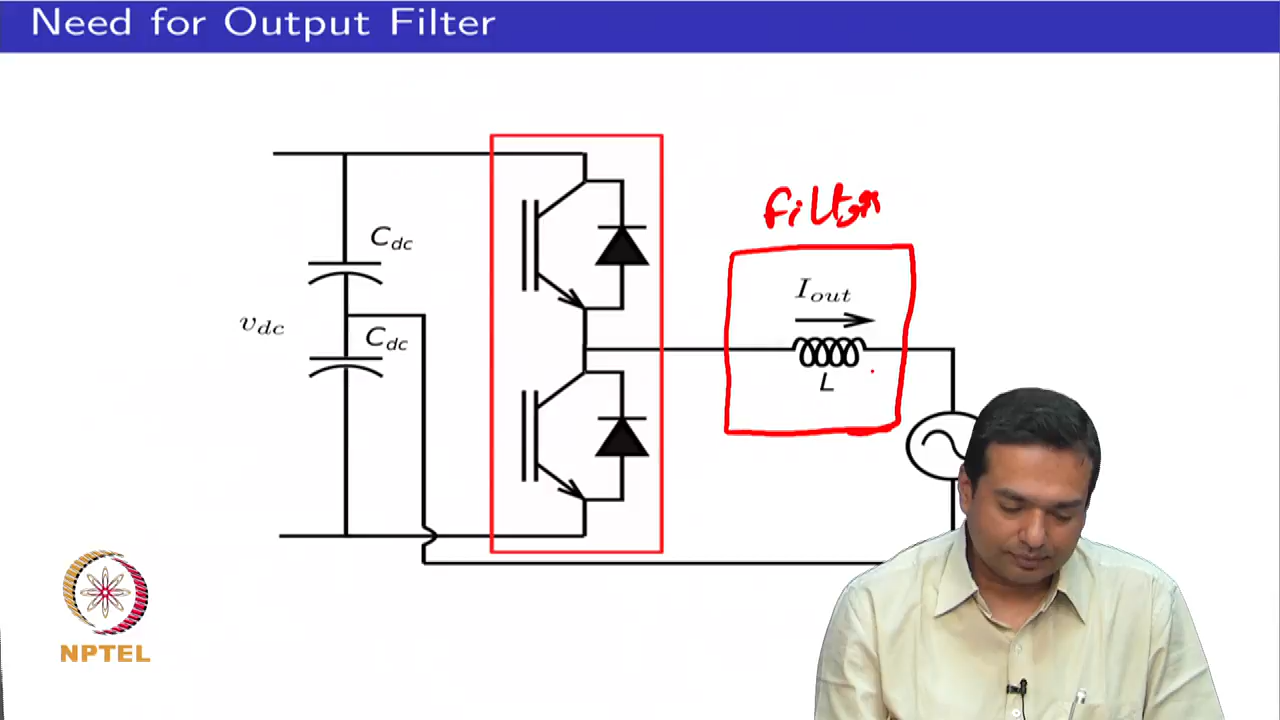 Need for Output Filter
Filter
C_dc
I_out
v_dc
C_dc
L
NPTEL